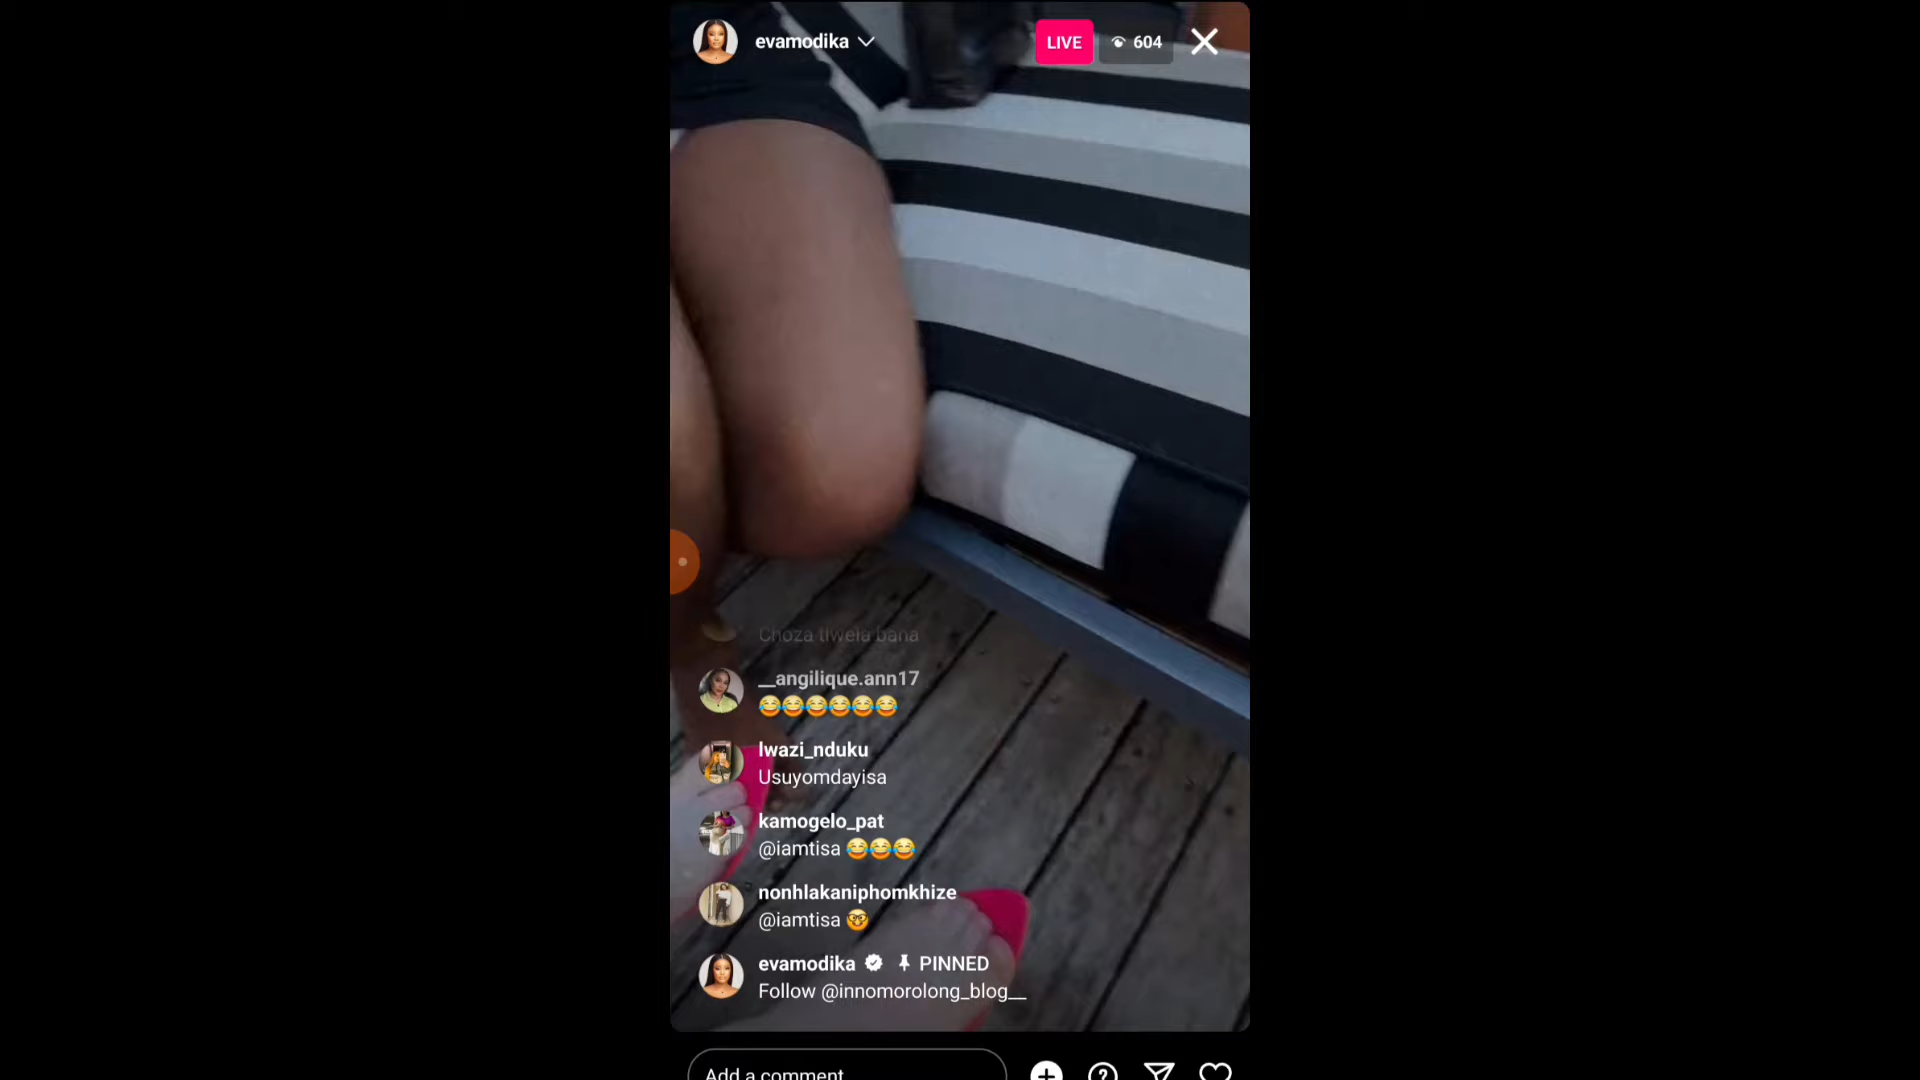 evamodika
LIVE
604
Choza tlwela bana
__angilique.ann17
😂😂😂😂😂😂
lwazi_nduku
Usuyomdayisa
kamogelo_pat
@iamtisa 😂😂😂
nonhlakaniphomkhize
@iamtisa 🤓
evamodika PINNED
Follow @innomorolong_blog__
Add a comment